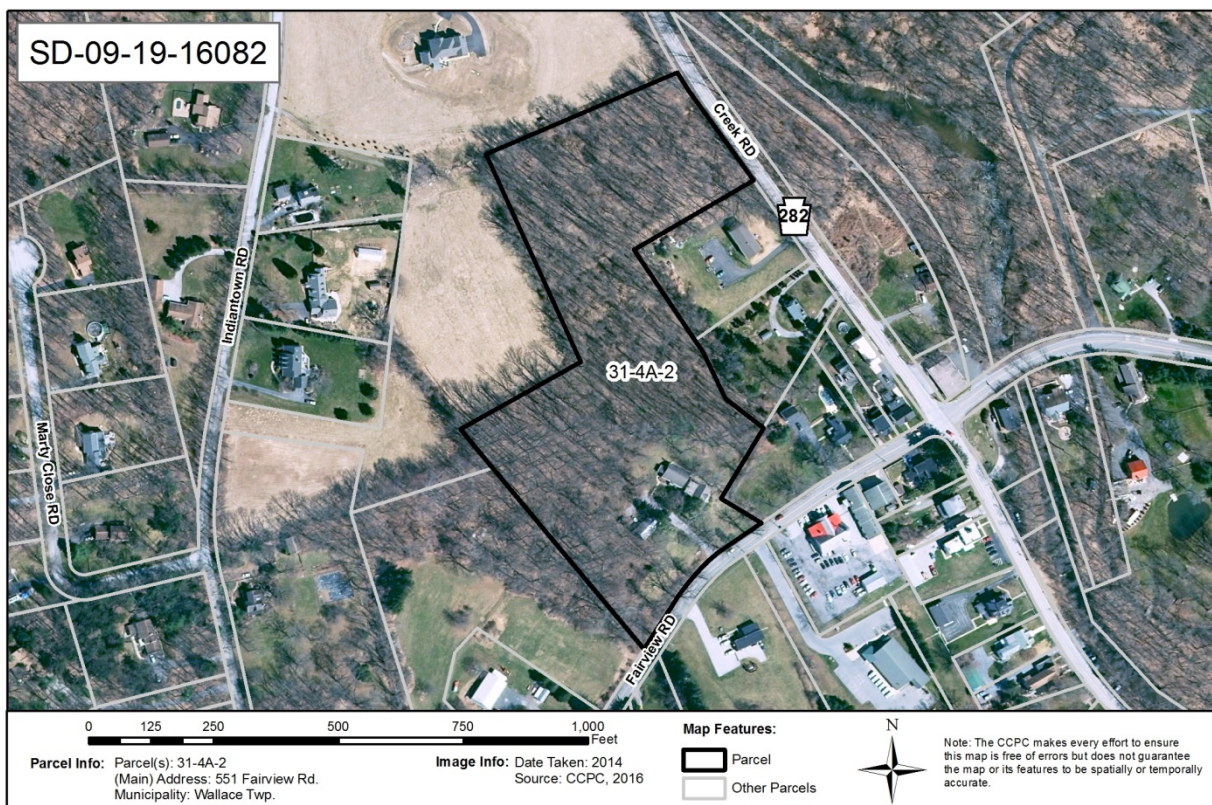 SD-09-19-16082
Creek RD
282
Indiantown RD
31-4A-2
Marty Close RD
Fairview RD
0 125 250 500 750 1,000
Feet
Parcel Info: Parcel(s): 31-4A-2
(Main) Address: 551 Fairview Rd.
Municipality: Wallace Twp.
Image Info: Date Taken: 2014
Source: CCPC, 2016
Map Features:
Parcel
Other Parcels
N
Note: The CCPC makes every effort to ensure
this map is free of errors but does not guarantee
the map or its features to be spatially or temporally
accurate.